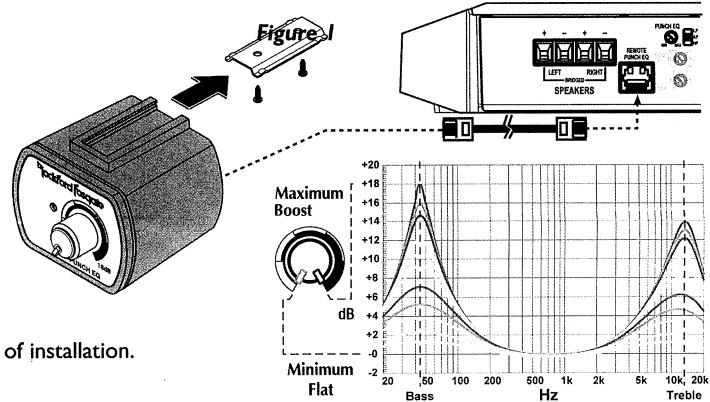 Figure 1
PUNCH EQ
+ - + -
REMOTE
PUNCH EQ
LEFT RIGHT
BRIDGED
SPEAKERS
Rockford Fosgate
18dB
PUNCH EQ
Maximum
Boost
dB
Minimum
Flat
+20
+18
+16
+14
+12
+10
+8
+6
+4
+2
-0
-2
20 50 100 200 500 1k 2k 5k 10k 20k
Bass Hz Treble
of installation.